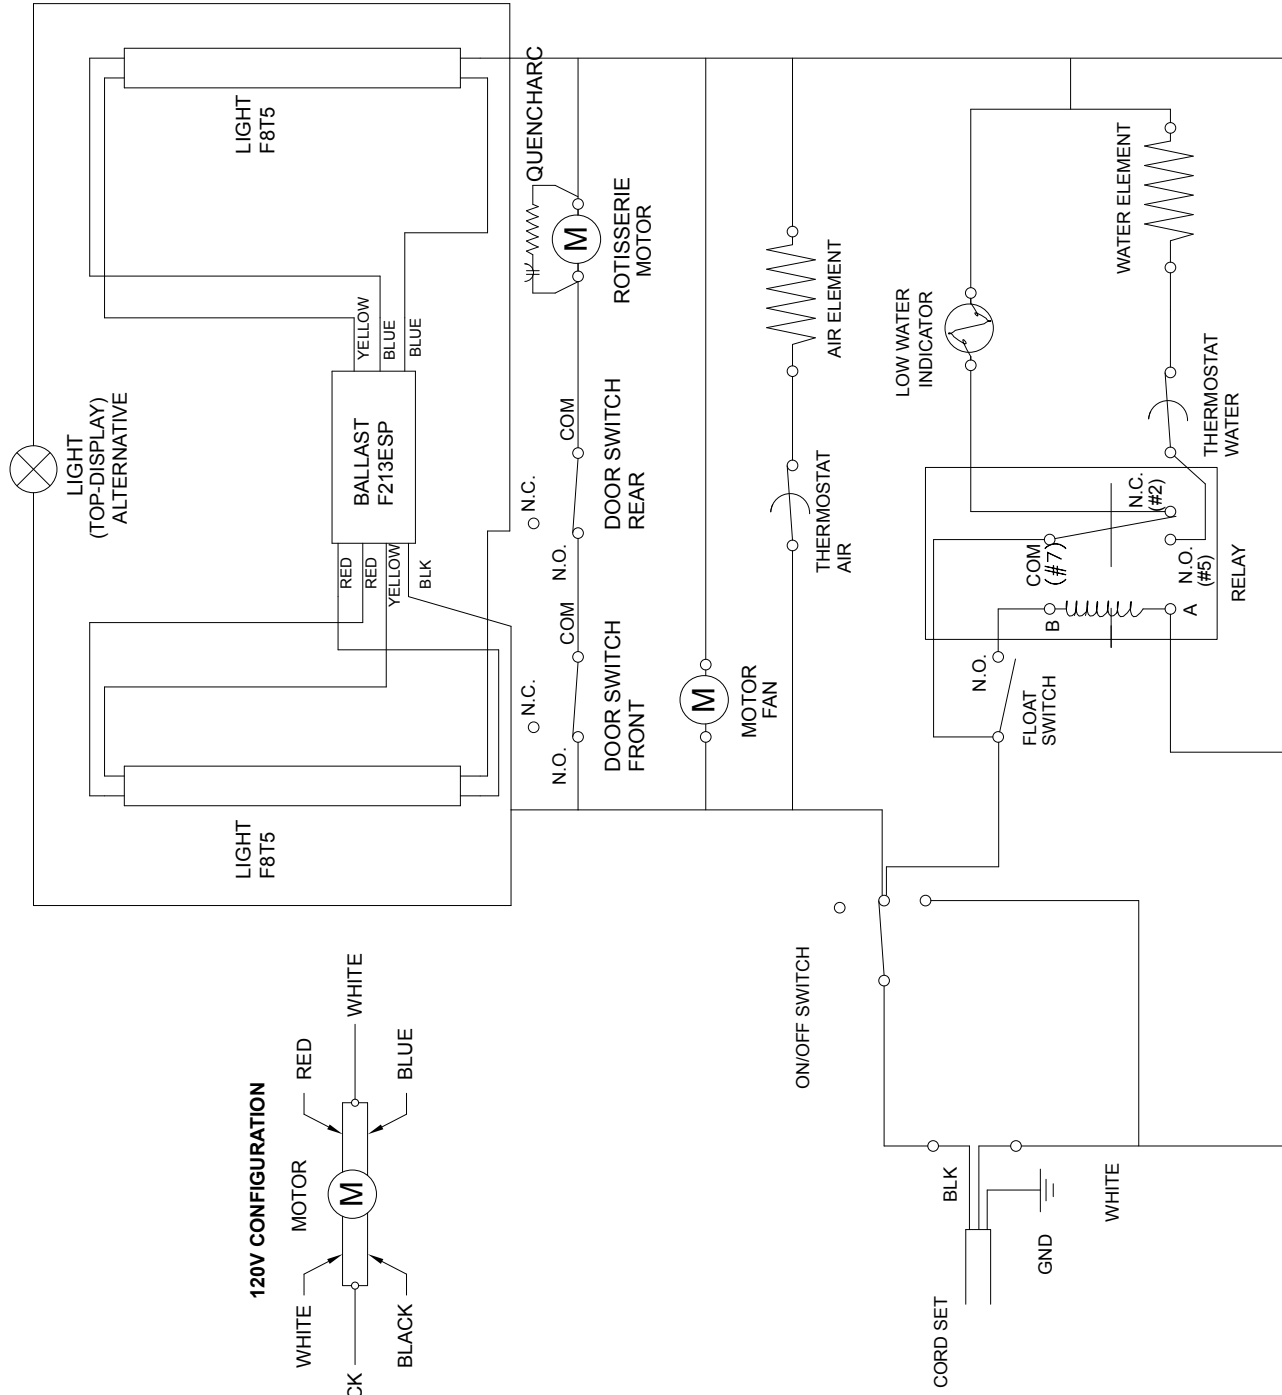 LIGHT
F8T5
QUENCHARC
ROTISSERIE
MOTOR
YELLOW
BLUE
BLUE
LIGHT
(TOP-DISPLAY)
ALTERNATIVE
BALLAST
F213ESP
RED
RED
YELLOW
BLK
COM
N.C.
N.O.
DOOR SWITCH
REAR
COM
N.C.
N.O.
DOOR SWITCH
FRONT
LIGHT
F8T5
M
M
MOTOR
FAN
AIR ELEMENT
THERMOSTAT
AIR
WATER ELEMENT
LOW WATER
INDICATOR
THERMOSTAT
WATER
N.C.
(#2)
COM
(#7)
N.O.
(#5)
RELAY
B
A
N.O.
FLOAT
SWITCH
ON/OFF SWITCH
120V CONFIGURATION
MOTOR
M
WHITE
RED
BLUE
WHITE
BLACK
CK
BLK
WHITE
GND
CORD SET